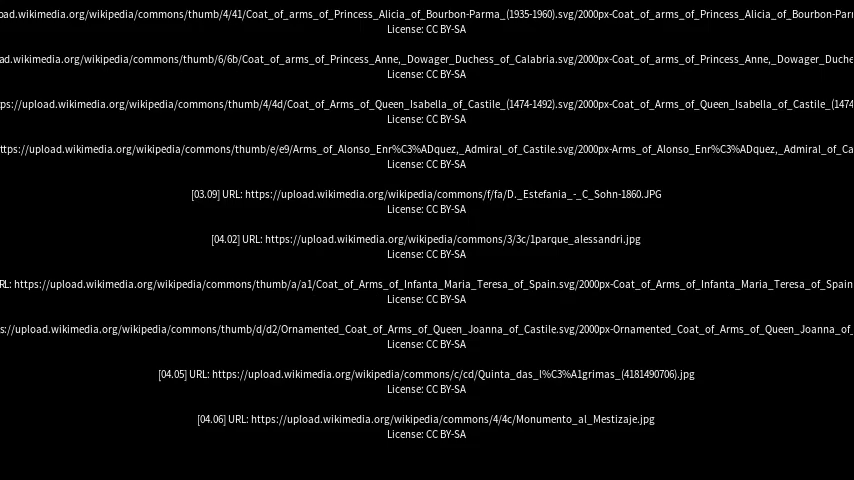 oad.wikimedia.org/wikipedia/commons/thumb/4/41/Coat_of_arms_of_Princess_Alicia_of_Bourbon-Parma_(1935-1960).svg/2000px-Coat_of_arms_of_Princess_Alicia_of_Bourbon-Parm
License: CC BY-SA
ad.wikimedia.org/wikipedia/commons/thumb/6/6b/Coat_of_arms_of_Princess_Anne,_Dowager_Duchess_of_Calabria.svg/2000px-Coat_of_arms_of_Princess_Anne,_Dowager_Duche
License: CC BY-SA
ps://upload.wikimedia.org/wikipedia/commons/thumb/4/4d/Coat_of_Arms_of_Queen_Isabella_of_Castile_(1474-1492).svg/2000px-Coat_of_Arms_of_Queen_Isabella_of_Castile_(1474
License: CC BY-SA
ttps://upload.wikimedia.org/wikipedia/commons/thumb/e/e9/Arms_of_Alonso_Enr%C3%ADquez,_Admiral_of_Castile.svg/2000px-Arms_of_Alonso_Enr%C3%ADquez,_Admiral_of_Ca
License: CC BY-SA
[03.09] URL: https://upload.wikimedia.org/wikipedia/commons/f/fa/D._Estefania_-_C_Sohn-1860.JPG
License: CC BY-SA
[04.02] URL: https://upload.wikimedia.org/wikipedia/commons/3/3c/1parque_alessandri.jpg
License: CC BY-SA
RL: https://upload.wikimedia.org/wikipedia/commons/thumb/a/a1/Coat_of_Arms_of_Infanta_Maria_Teresa_of_Spain.svg/2000px-Coat_of_Arms_of_Infanta_Maria_Teresa_of_Spain
License: CC BY-SA
s://upload.wikimedia.org/wikipedia/commons/thumb/d/d2/Ornamented_Coat_of_Arms_of_Queen_Joanna_of_Castile.svg/2000px-Ornamented_Coat_of_Arms_of_Queen_Joanna_of_
License: CC BY-SA
[04.05] URL: https://upload.wikimedia.org/wikipedia/commons/c/cd/Quinta_das_l%C3%A1grimas_(4181490706).jpg
License: CC BY-SA
[04.06] URL: https://upload.wikimedia.org/wikipedia/commons/4/4c/Monumento_al_Mestizaje.jpg
License: CC BY-SA